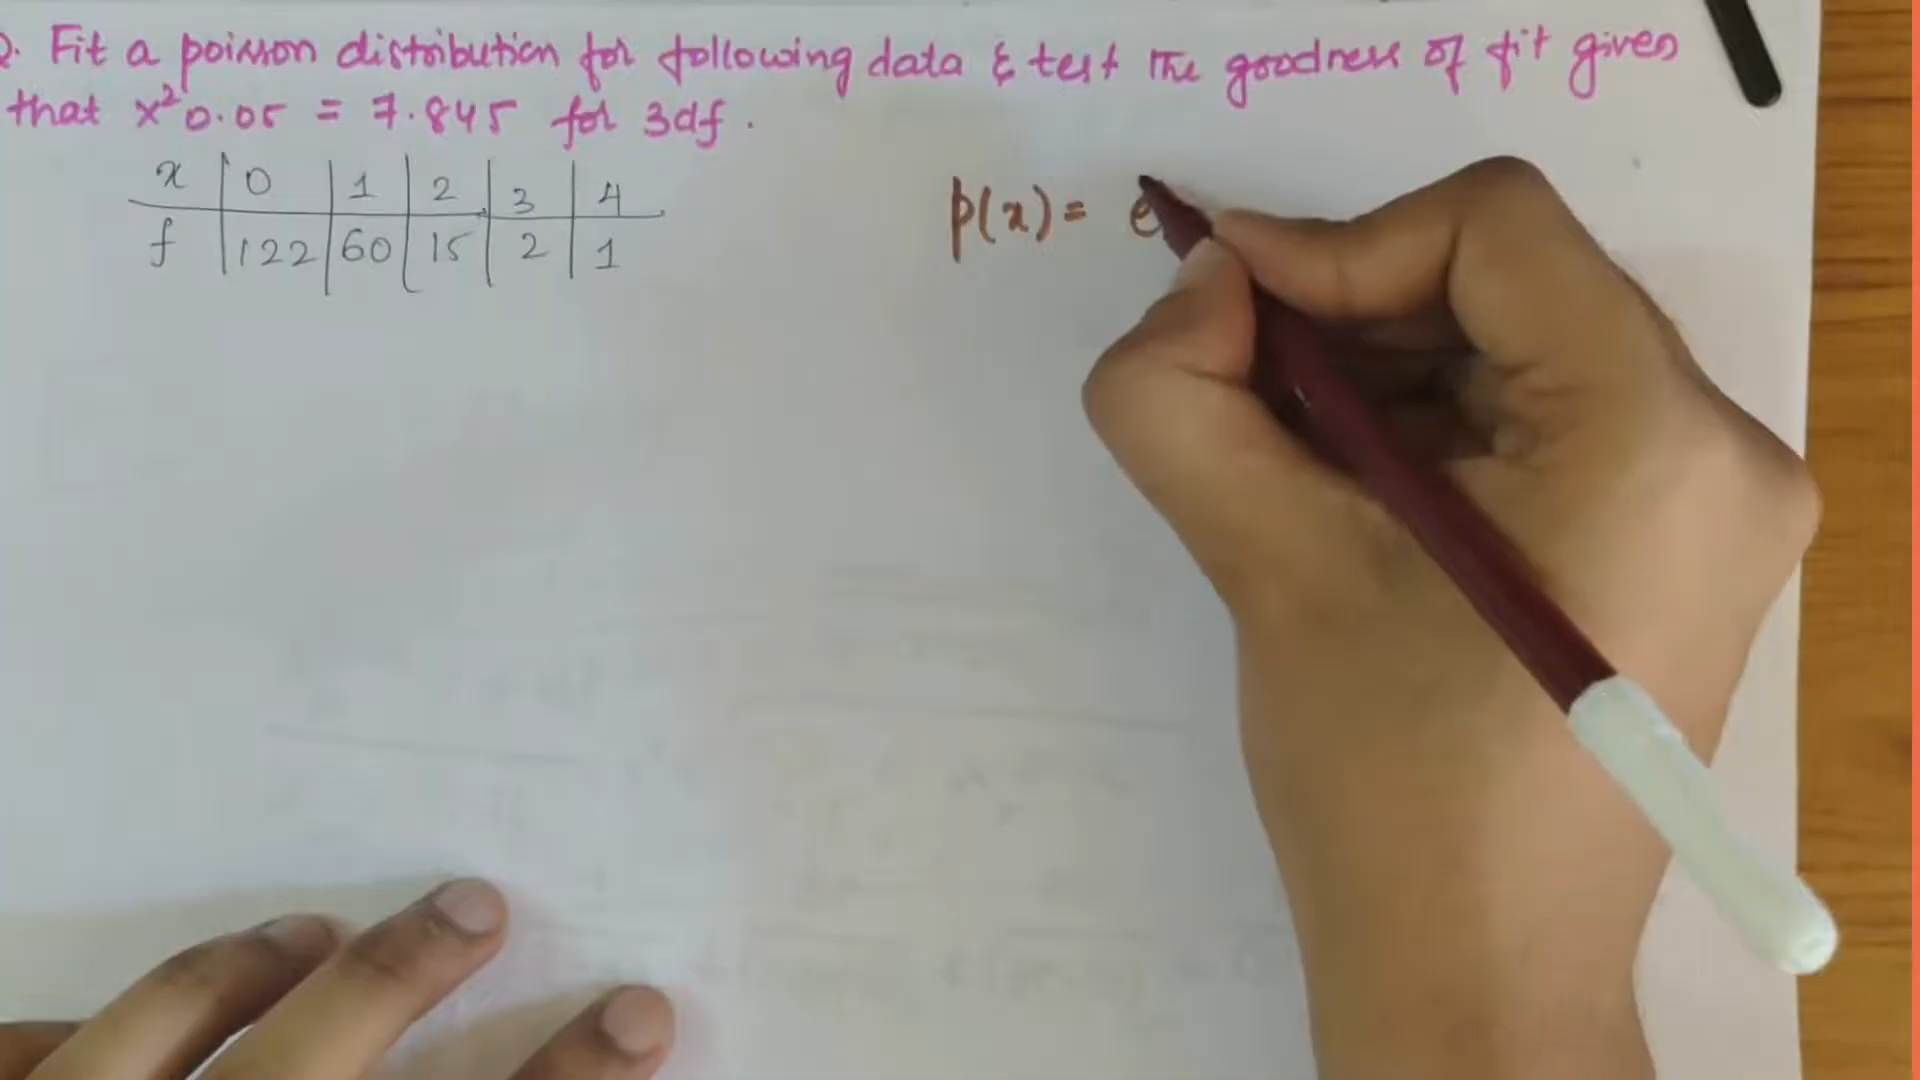 . Fit a poisson distribution for following data & test the goodness of fit given
that x² 0.05 = 7.845 for 3df.
x 0 1 2 3 4
f 122 60 15 2 1
p(x) = e